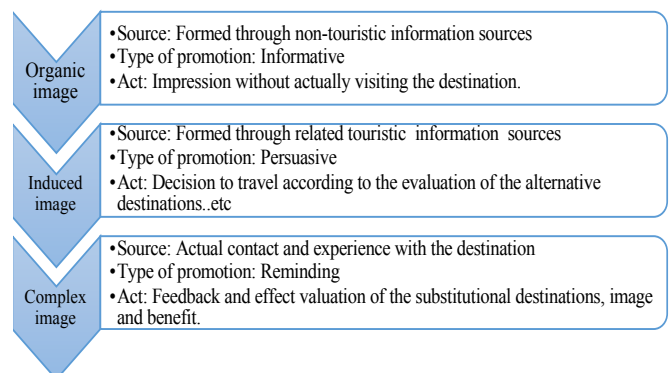 Organic
image
•Source: Formed through non-touristic information sources
•Type of promotion: Informative
•Act: Impression without actually visiting the destination.
Induced
image
•Source: Formed through related touristic information sources
•Type of promotion: Persuasive
•Act: Decision to travel according to the evaluation of the alternative
destinations..etc
Complex
image
•Source: Actual contact and experience with the destination
•Type of promotion: Reminding
•Act: Feedback and effect valuation of the substitutional destinations, image
and benefit.